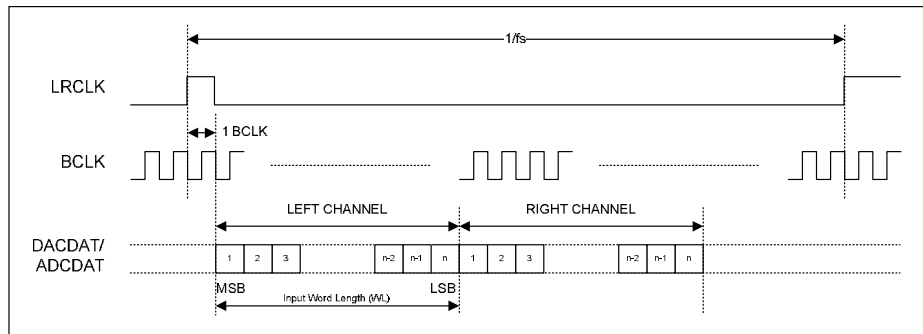 1/fs
LRCLK
1 BCLK
BCLK
LEFT CHANNEL
RIGHT CHANNEL
DACDAT/
ADCDAT
1 2 3 n-2 n-1 n 1 2 3 n-2 n-1 n
MSB
LSB
Input Word Length (WL)